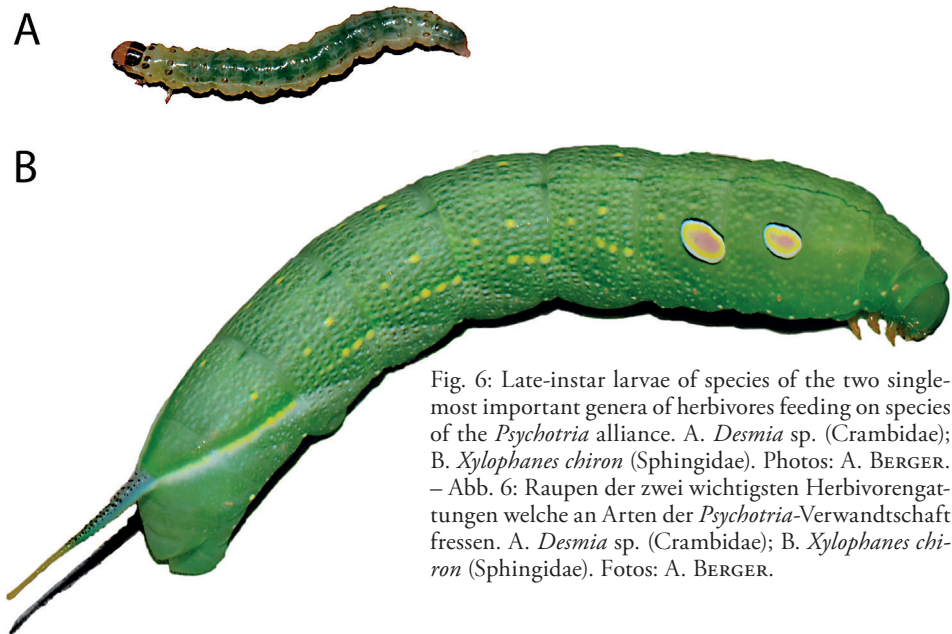 A
B
Fig. 6: Late-instar larvae of species of the two single-
most important genera of herbivores feeding on species
of the Psychotria alliance. A. Desmia sp. (Crambidae);
B. Xylophanes chiron (Sphingidae). Photos: A. BERGER.
– Abb. 6: Raupen der zwei wichtigsten Herbivorengat-
tungen welche an Arten der Psychotria-Verwandtschaft
fressen. A. Desmia sp. (Crambidae); B. Xylophanes chi-
ron (Sphingidae). Fotos: A. BERGER.